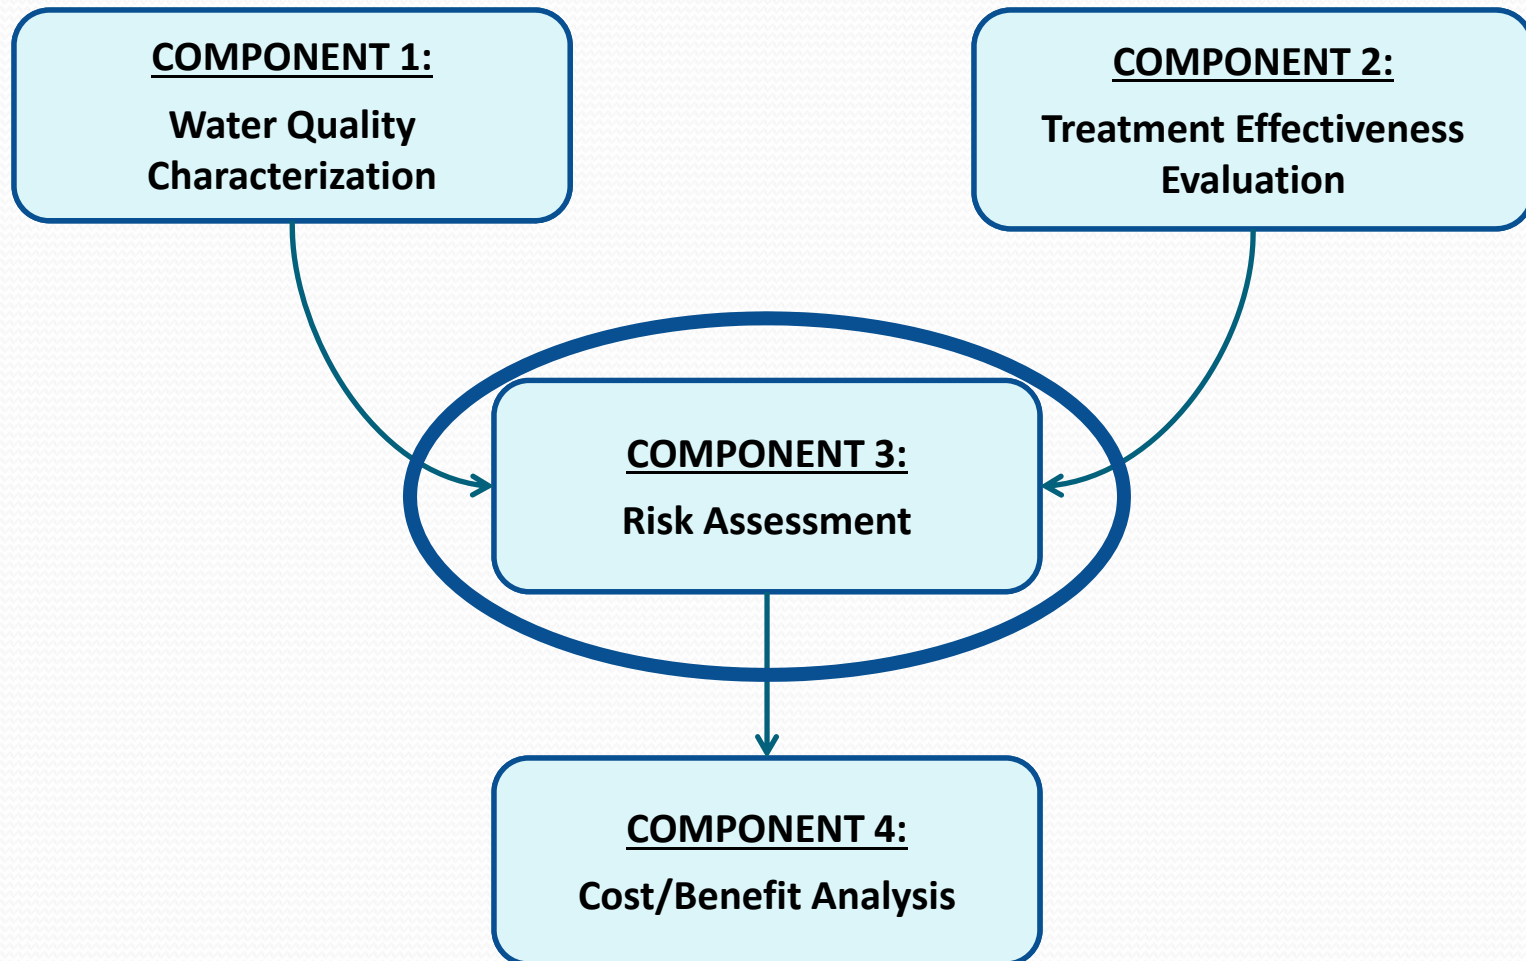 COMPONENT 1:
Water Quality
Characterization
COMPONENT 2:
Treatment Effectiveness
Evaluation
COMPONENT 3:
Risk Assessment
COMPONENT 4:
Cost/Benefit Analysis